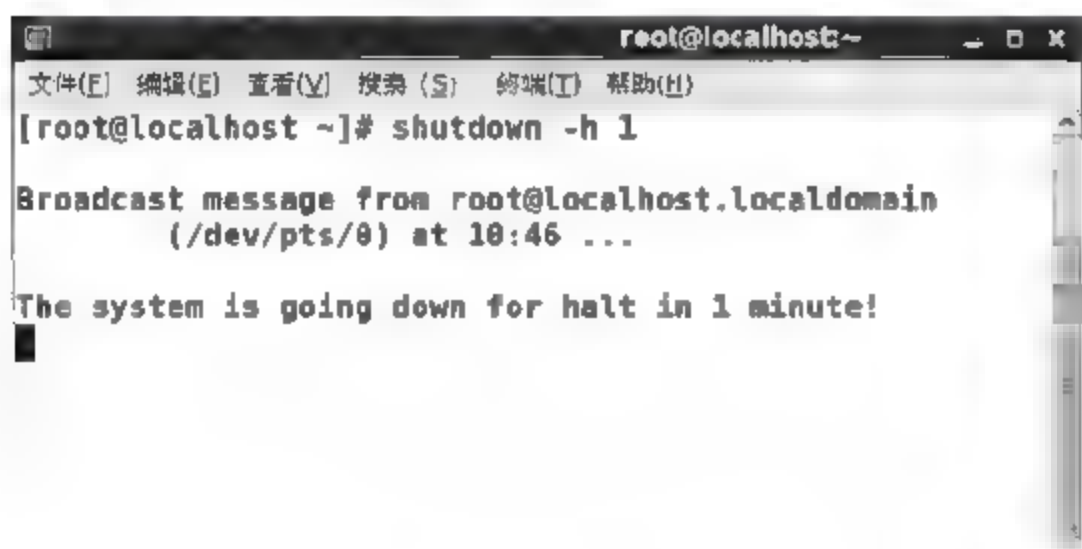 root@localhost:~
文件(F) 编辑(E) 查看(V) 搜索 (S) 终端(T) 帮助(H)
[root@localhost ~]# shutdown -h 1
Broadcast message from root@localhost.localdomain
(/dev/pts/0) at 10:46 ...
The system is going down for halt in 1 minute!